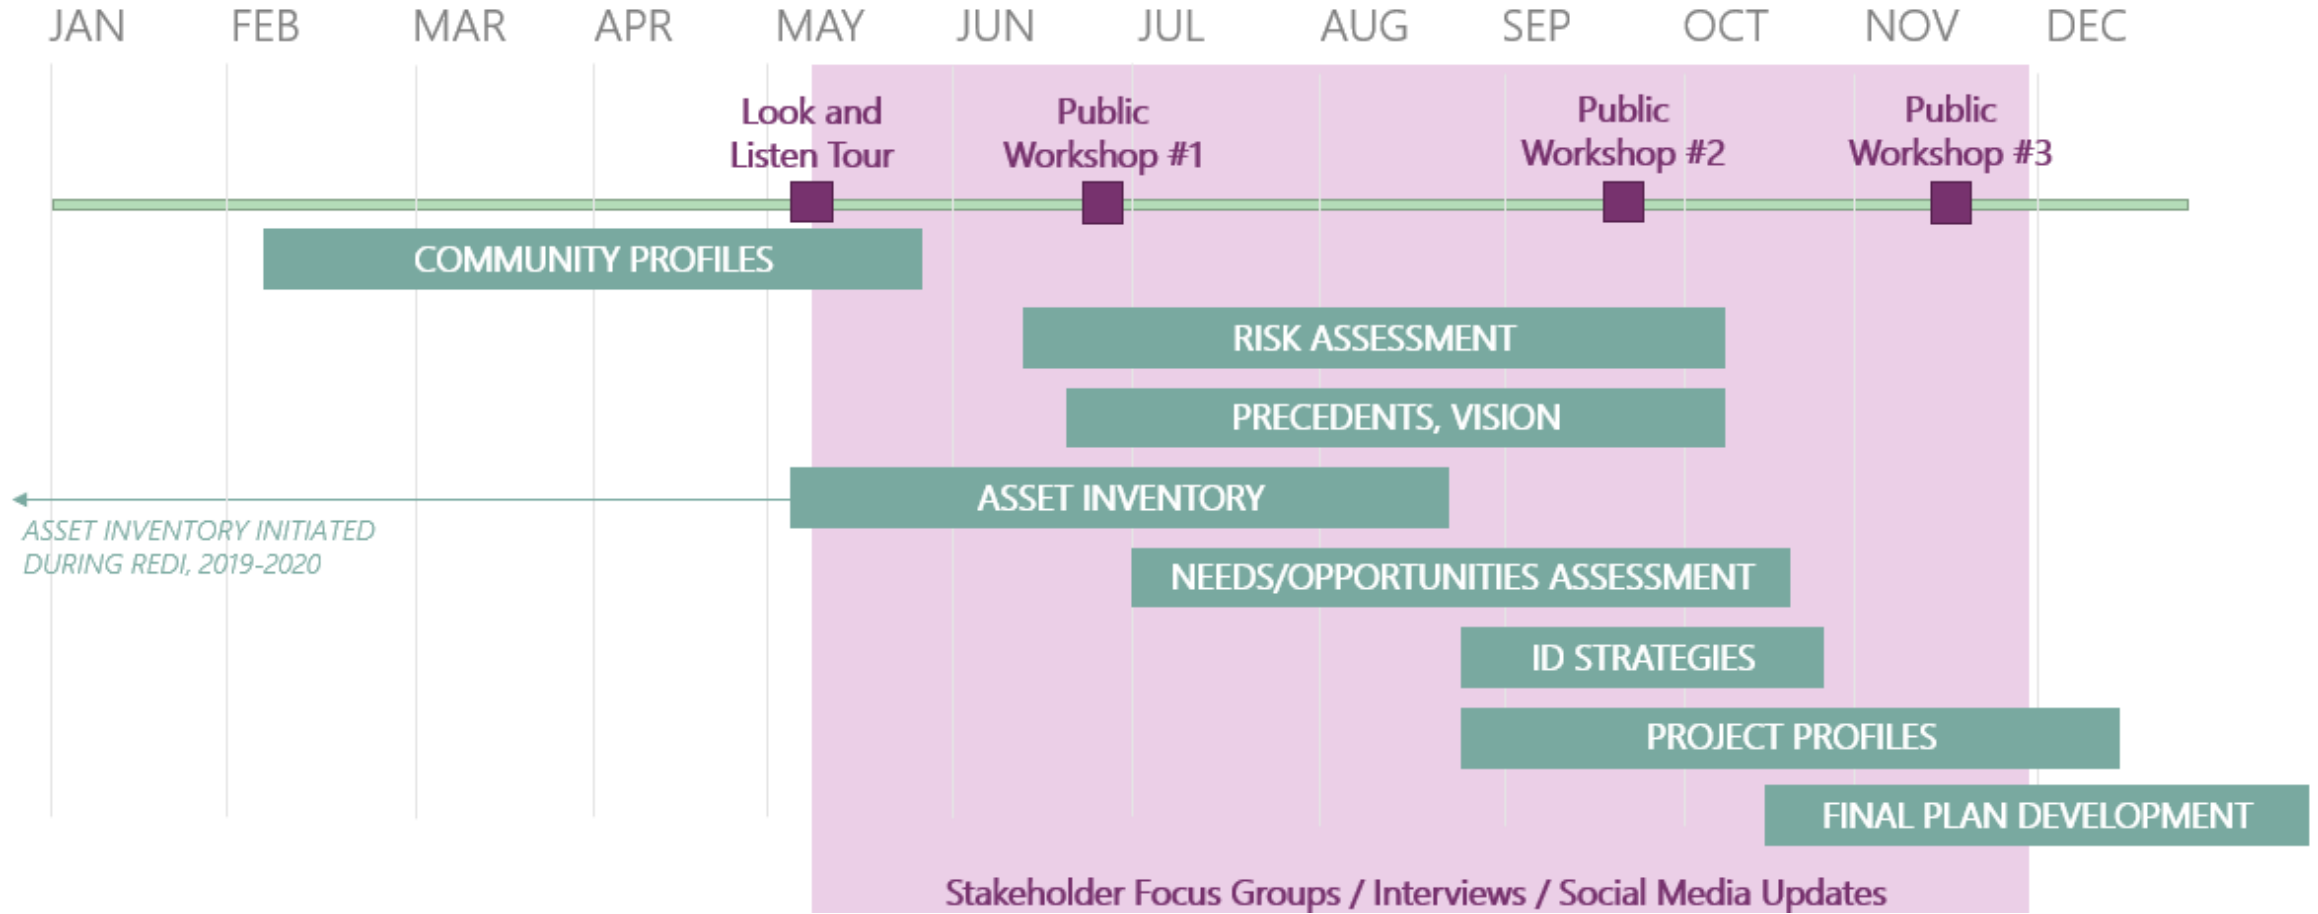 JAN FEB MAR APR MAY JUN JUL AUG SEP OCT NOV DEC
Look and
Listen Tour
Public
Workshop #1
Public
Workshop #2
Public
Workshop #3
COMMUNITY PROFILES
RISK ASSESSMENT
PRECEDENTS, VISION
ASSET INVENTORY
ASSET INVENTORY INITIATED
DURING REDI, 2019-2020
NEEDS/OPPORTUNITIES ASSESSMENT
ID STRATEGIES
PROJECT PROFILES
FINAL PLAN DEVELOPMENT
Stakeholder Focus Groups / Interviews / Social Media Updates